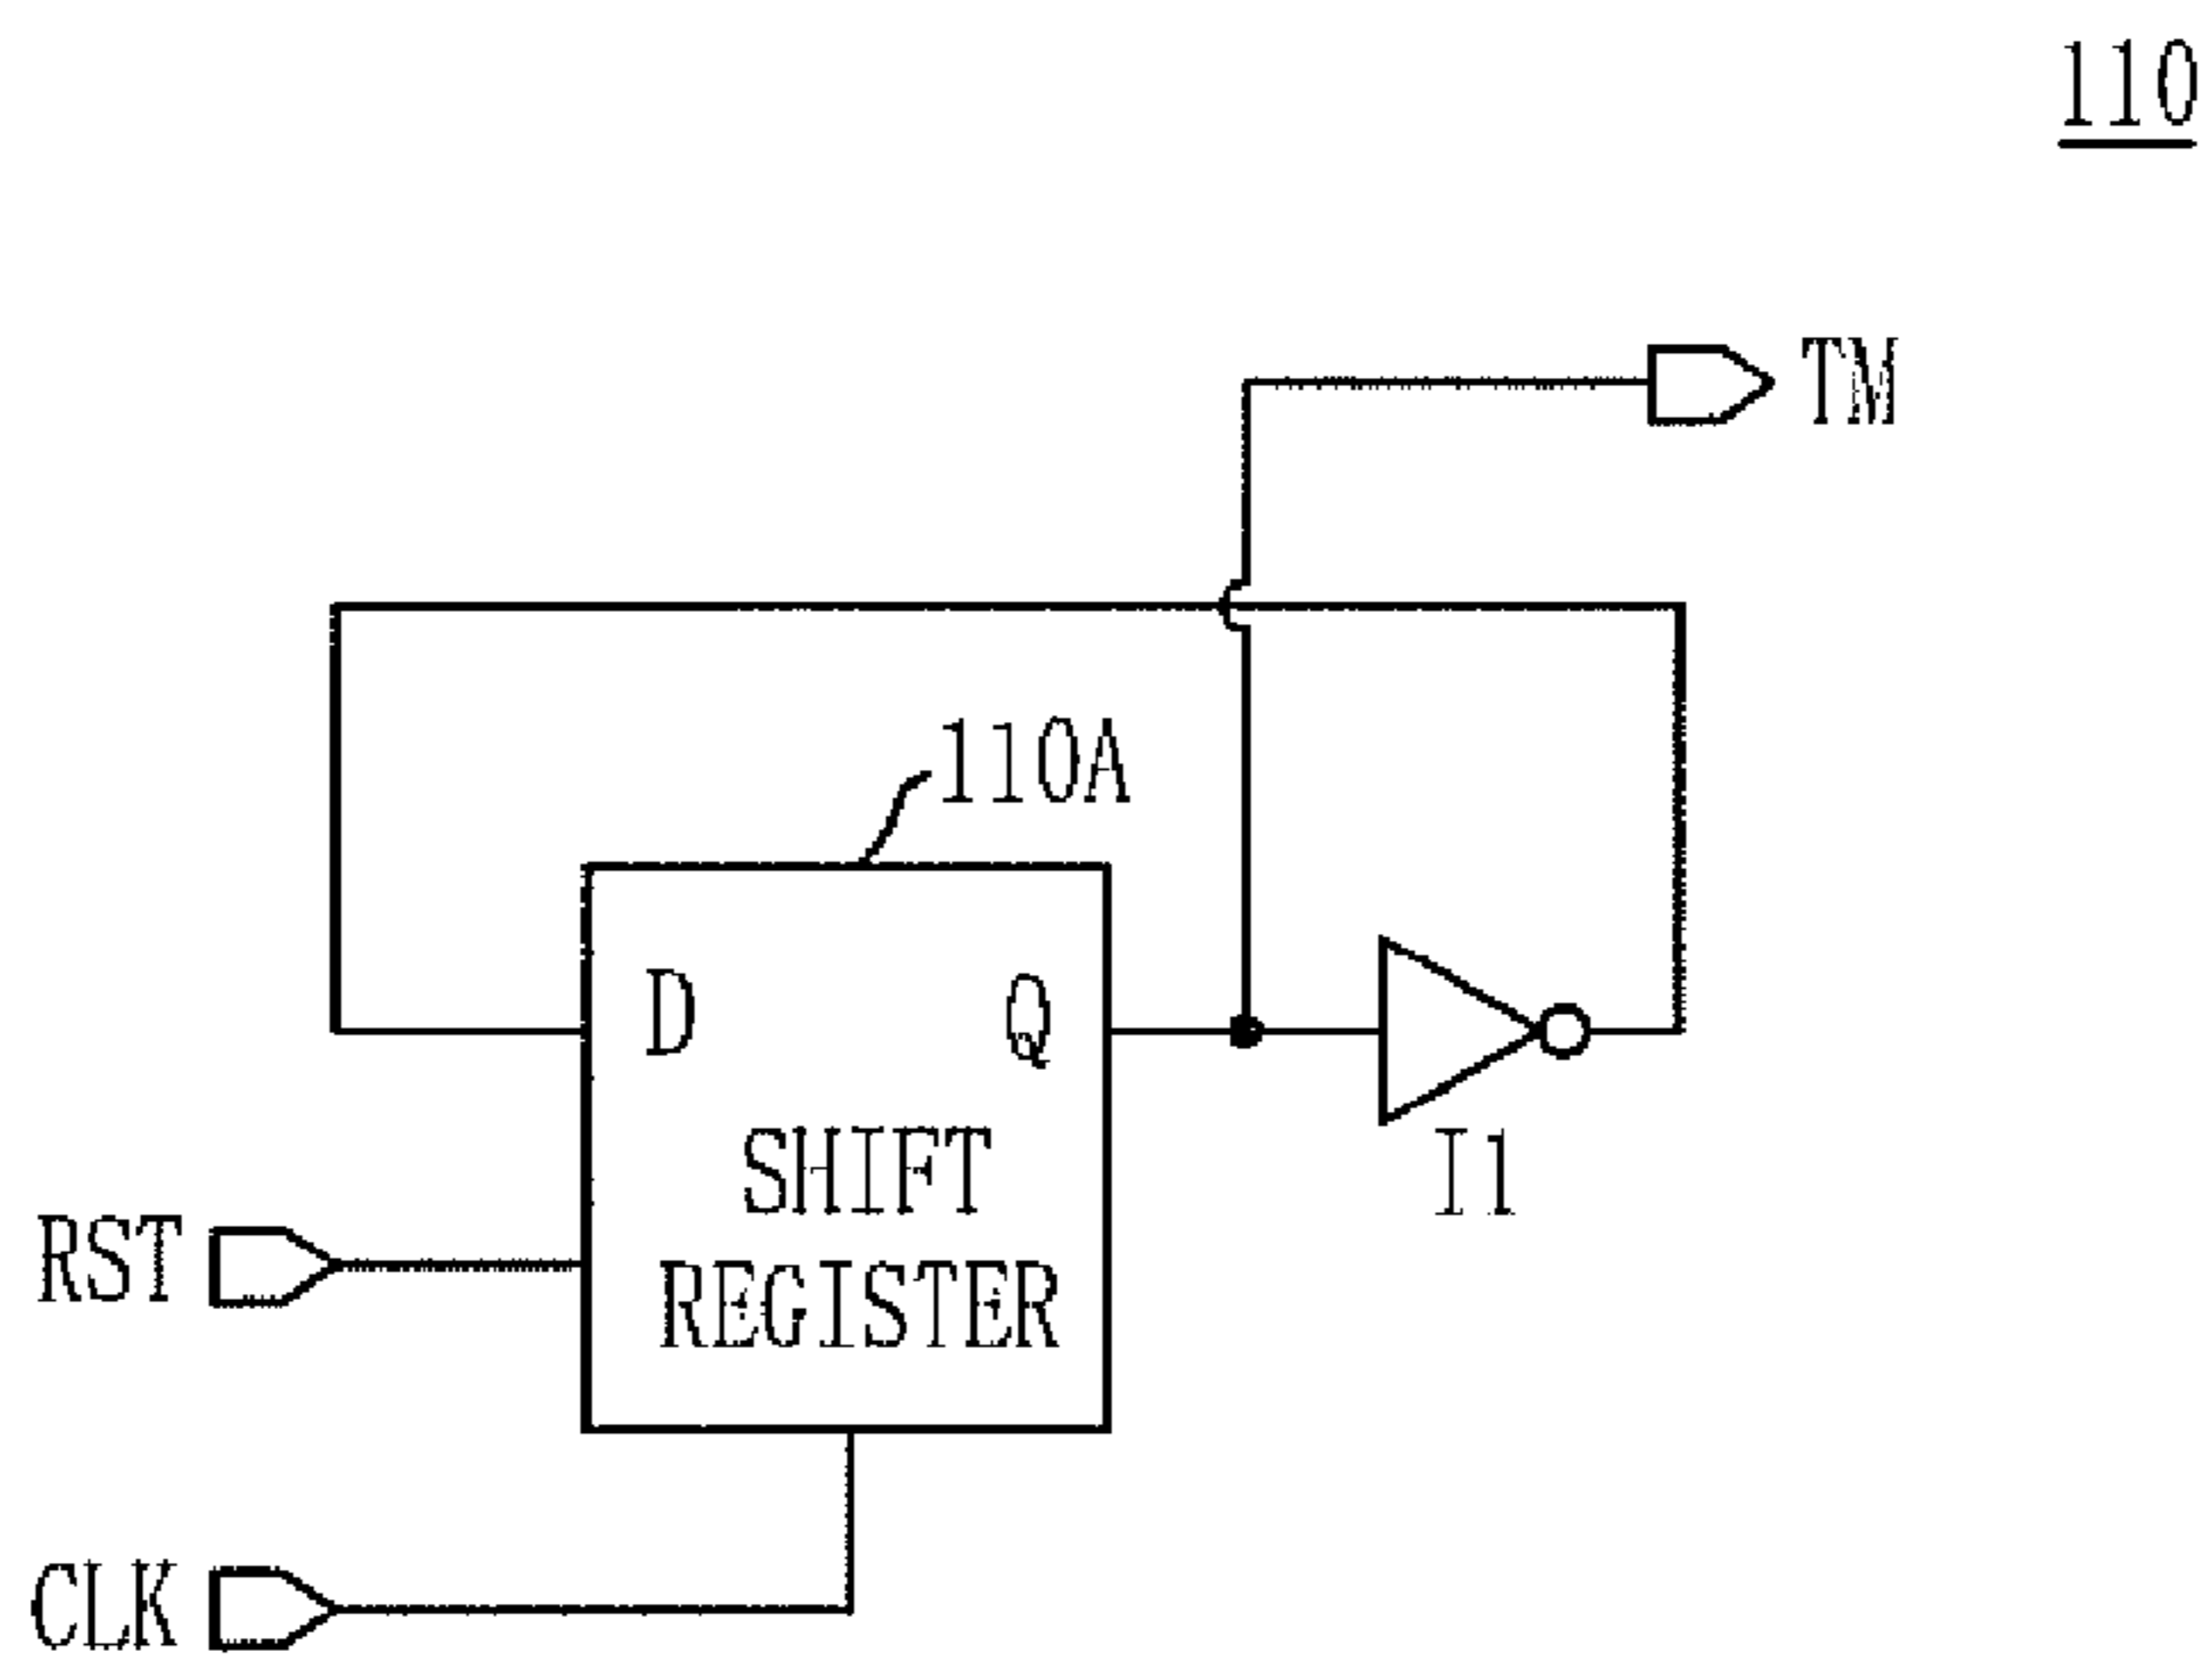 110
TM
110A
D Q
SHIFT
REGISTER
I1
RST
CLK